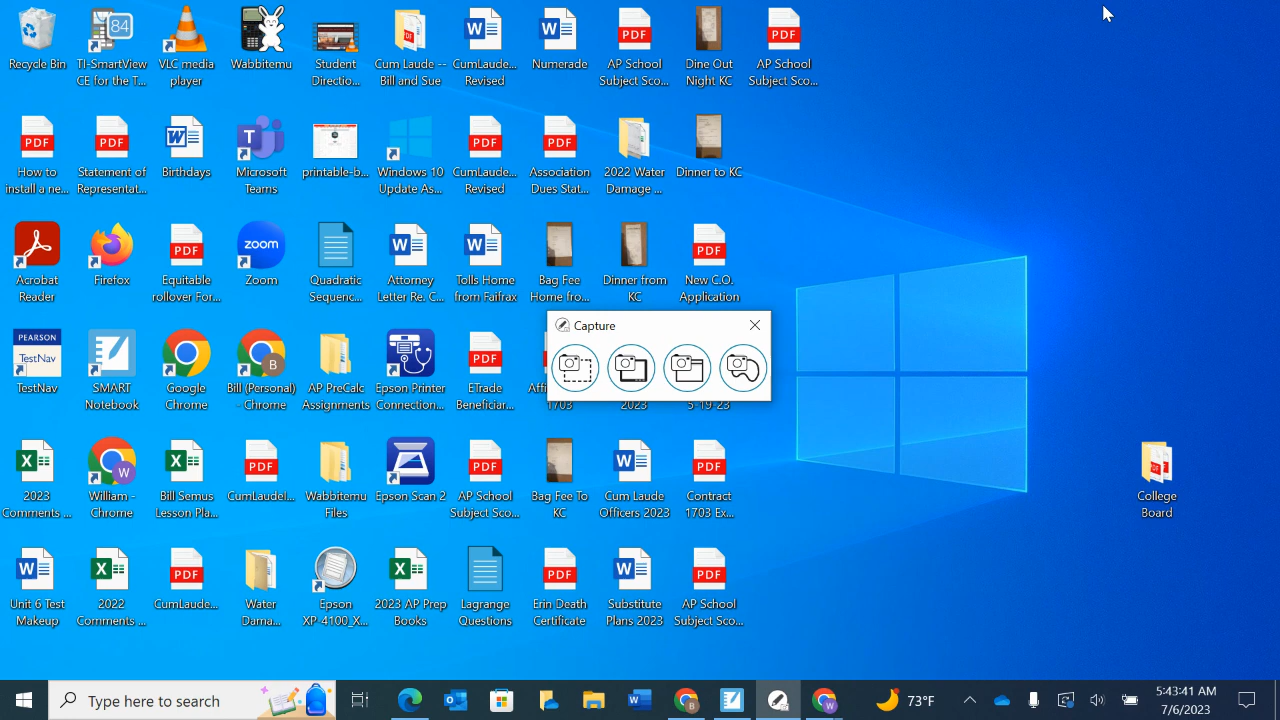 Recycle Bin
TI-SmartView
CE for the T...
84
VLC media
player
Wabbitemu
Student
Directio...
Cum Laude --
Bill and Sue
CumLaude...
Revised
Numerade
AP School
Subject Sco...
Dine Out
Night KC
AP School
Subject Sco...
How to
install a ne...
Statement of
Representat...
Birthdays
Microsoft
Teams
printable-b...
Windows 10
Update As...
CumLaude...
Revised
Association
Dues Stat...
2022 Water
Damage ...
Dinner to KC
Acrobat
Reader
Firefox
Equitable
rollover For...
zoom
Zoom
Quadratic
Sequenc...
Attorney
Letter Re. C...
Tolls Home
from Faifrax
Bag Fee
Home fro...
Dinner from
KC
New C.O.
Application
Capture
PEARSON
TestNav
TestNav
SMART
Notebook
Google
Chrome
Bill (Personal)
- Chrome
AP PreCalc
Assignments
Epson Printer
Connection...
ETrade
Beneficiar...
1703
2023
5-19-23
2023
Comments ...
William -
Chrome
Bill Semus
Lesson Pla...
CumLaudeI...
Wabbitemu
Files
Epson Scan 2
AP School
Subject Sco...
Bag Fee To
KC
Cum Laude
Officers 2023
Contract
1703 Ex...
College
Board
Unit 6 Test
Makeup
2022
Comments ...
CumLaude...
Water
Dama...
Epson
XP-4100_X...
2023 AP Prep
Books
Lagrange
Questions
Erin Death
Certificate
Substitute
Plans 2023
AP School
Subject Sco...
Type here to search
73°F
5:43:41 AM
7/6/2023